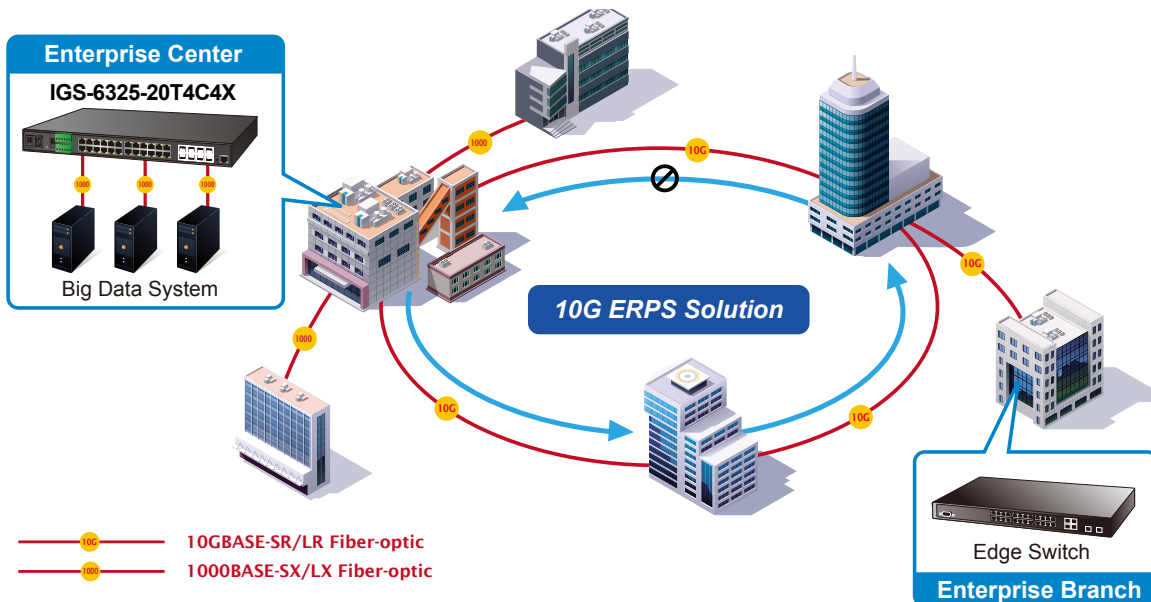 Enterprise Center
IGS-6325-20T4C4X
1000
1000
1000
Big Data System
1000
10G
10G ERPS Solution
10G
1000
10G
10G
10G
10GBASE-SR/LR Fiber-optic
1000
1000BASE-SX/LX Fiber-optic
Edge Switch
Enterprise Branch